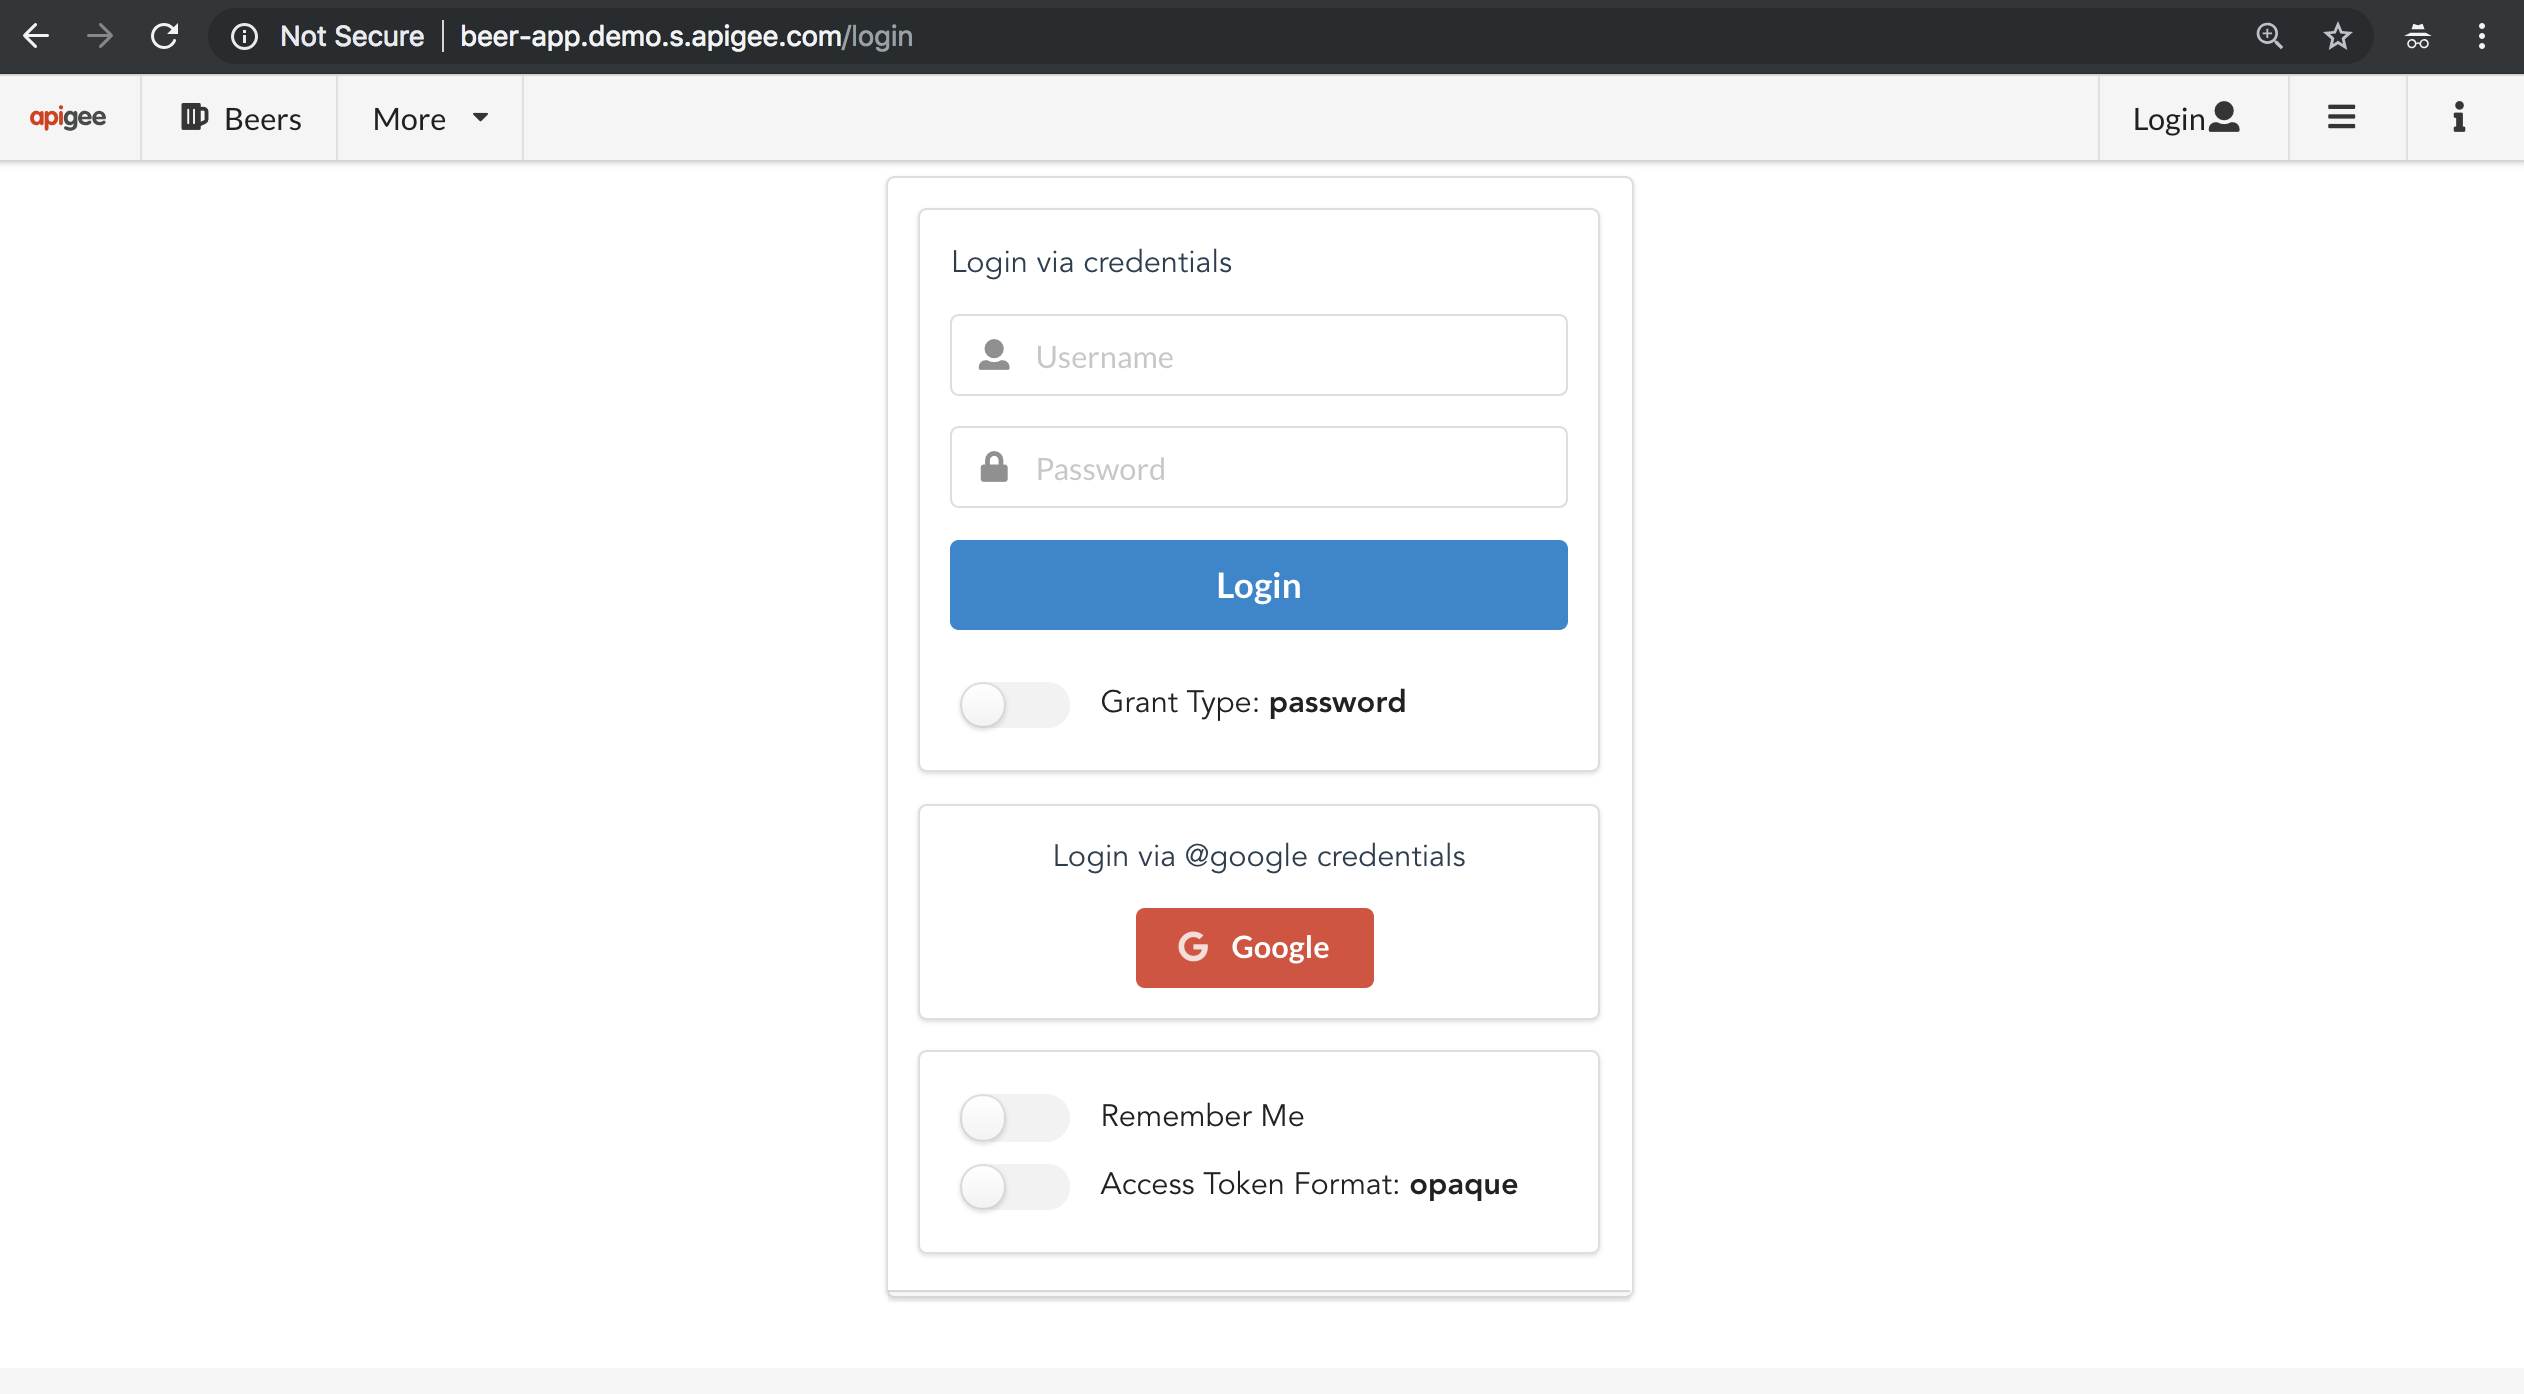 Not Secure | beer-app.demo.s.apigee.com/login
apigee Beers More Login
Login via credentials
Username
Password
Login
Grant Type: password
Login via @google credentials
G Google
Remember Me
Access Token Format: opaque